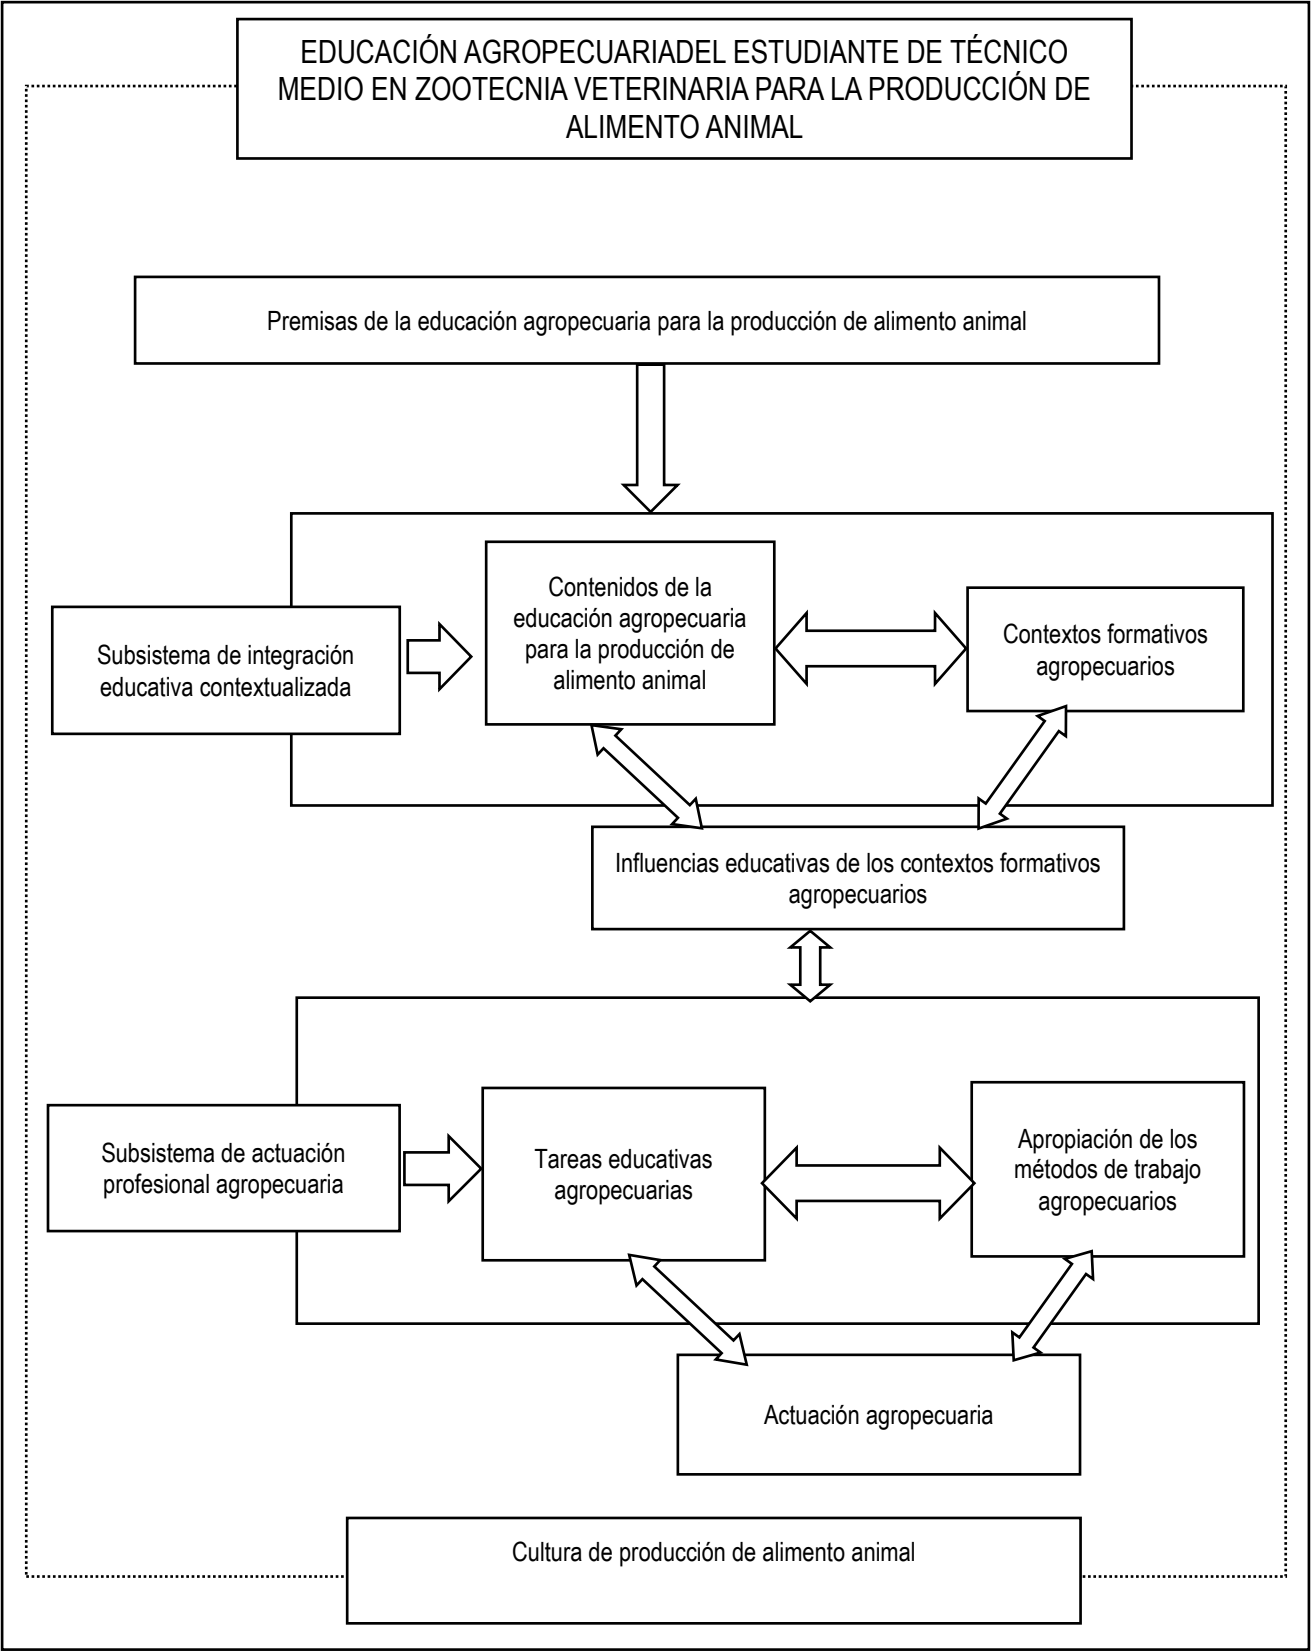 EDUCACIÓN AGROPECUARIADEL ESTUDIANTE DE TÉCNICO
MEDIO EN ZOOTECNIA VETERINARIA PARA LA PRODUCCIÓN DE
ALIMENTO ANIMAL
Premisas de la educación agropecuaria para la producción de alimento animal
Subsistema de integración
educativa contextualizada
Contenidos de la
educación agropecuaria
para la producción de
alimento animal
Contextos formativos
agropecuarios
Influencias educativas de los contextos formativos
agropecuarios
Subsistema de actuación
profesional agropecuaria
Tareas educativas
agropecuarias
Apropiación de los
métodos de trabajo
agropecuarios
Actuación agropecuaria
Cultura de producción de alimento animal